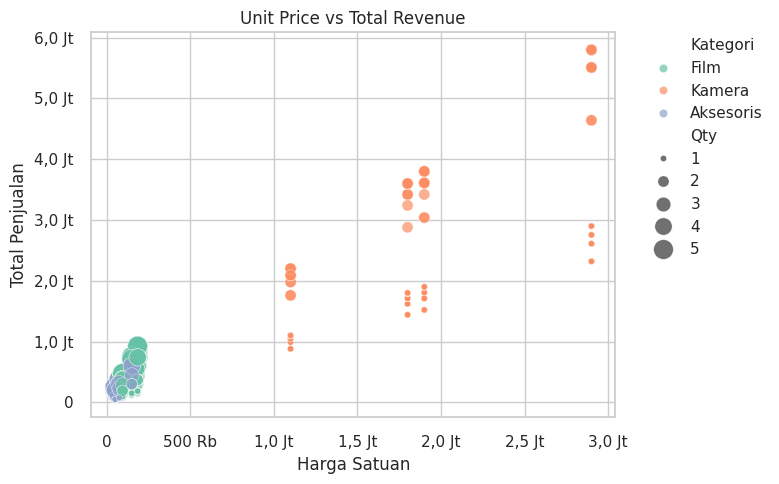 Unit Price vs Total Revenue
Total Penjualan
6,0 Jt
5,0 Jt
4,0 Jt
3,0 Jt
2,0 Jt
1,0 Jt
0
0
500 Rb
1,0 Jt
1,5 Jt
2,0 Jt
2,5 Jt
3,0 Jt
Harga Satuan
Kategori
Film
Kamera
Aksesoris
Qty
1
2
3
4
5